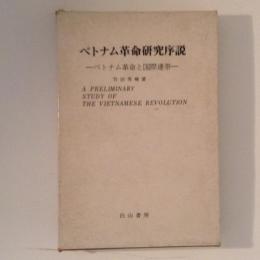 ベトナム革命研究序説
―ベトナム革命と国際連帯―
A PRELIMINARY
STUDY OF
THE VIETNAMESE REVOLUTION
白山書房